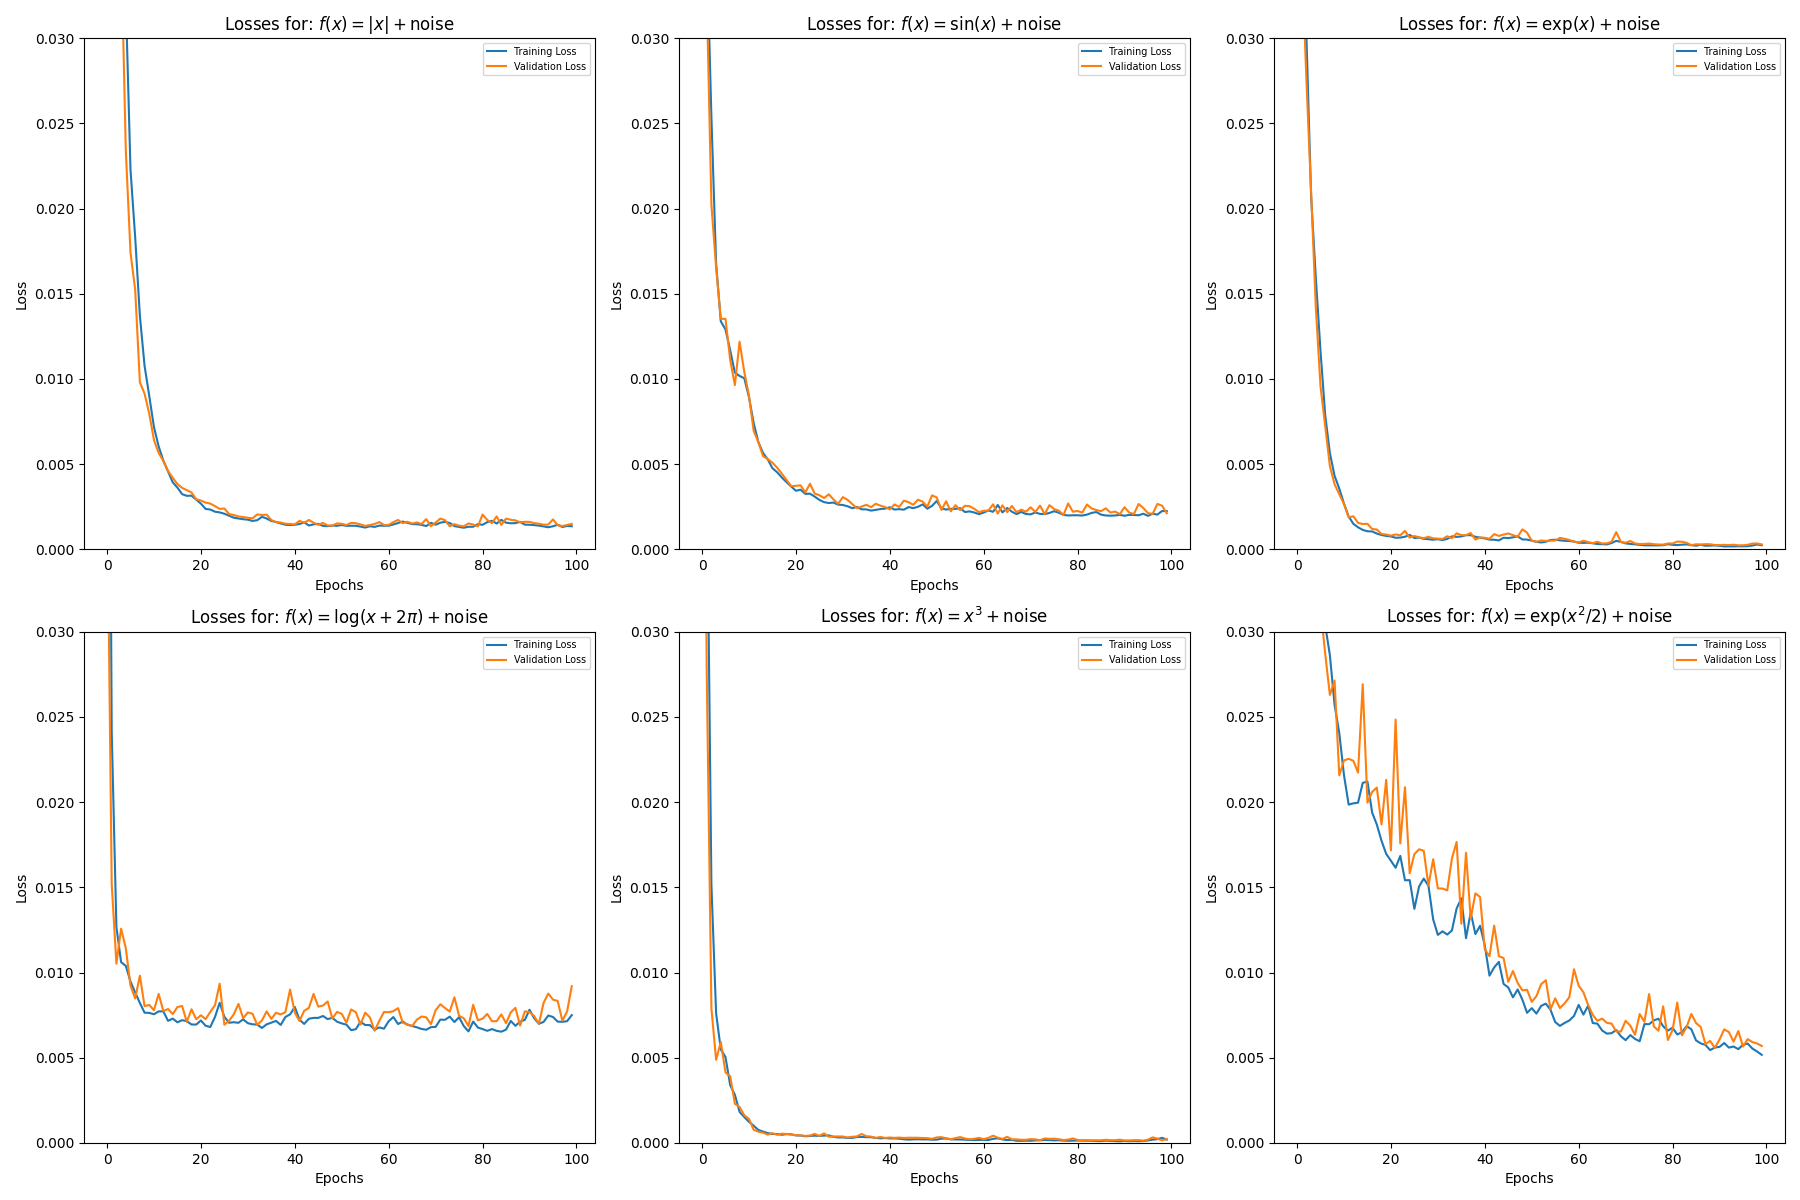 Losses for: f(x) = |x| + noise
Losses for: f(x) = sin(x) + noise
Losses for: f(x) = exp(x) + noise
0.030
0.025
0.020
0.015
0.010
0.005
0.000
Loss
Training Loss
Validation Loss
0 20 40 60 80 100
Epochs
0.030
0.025
0.020
0.015
0.010
0.005
0.000
Loss
Training Loss
Validation Loss
0 20 40 60 80 100
Epochs
0.030
0.025
0.020
0.015
0.010
0.005
0.000
Loss
Training Loss
Validation Loss
0 20 40 60 80 100
Epochs
Losses for: f(x) = log(x + 2π) + noise
Losses for: f(x) = x³ + noise
Losses for: f(x) = exp(x²/2) + noise
0.030
0.025
0.020
0.015
0.010
0.005
0.000
Loss
Training Loss
Validation Loss
0 20 40 60 80 100
Epochs
0.030
0.025
0.020
0.015
0.010
0.005
0.000
Loss
Training Loss
Validation Loss
0 20 40 60 80 100
Epochs
0.030
0.025
0.020
0.015
0.010
0.005
0.000
Loss
Training Loss
Validation Loss
0 20 40 60 80 100
Epochs